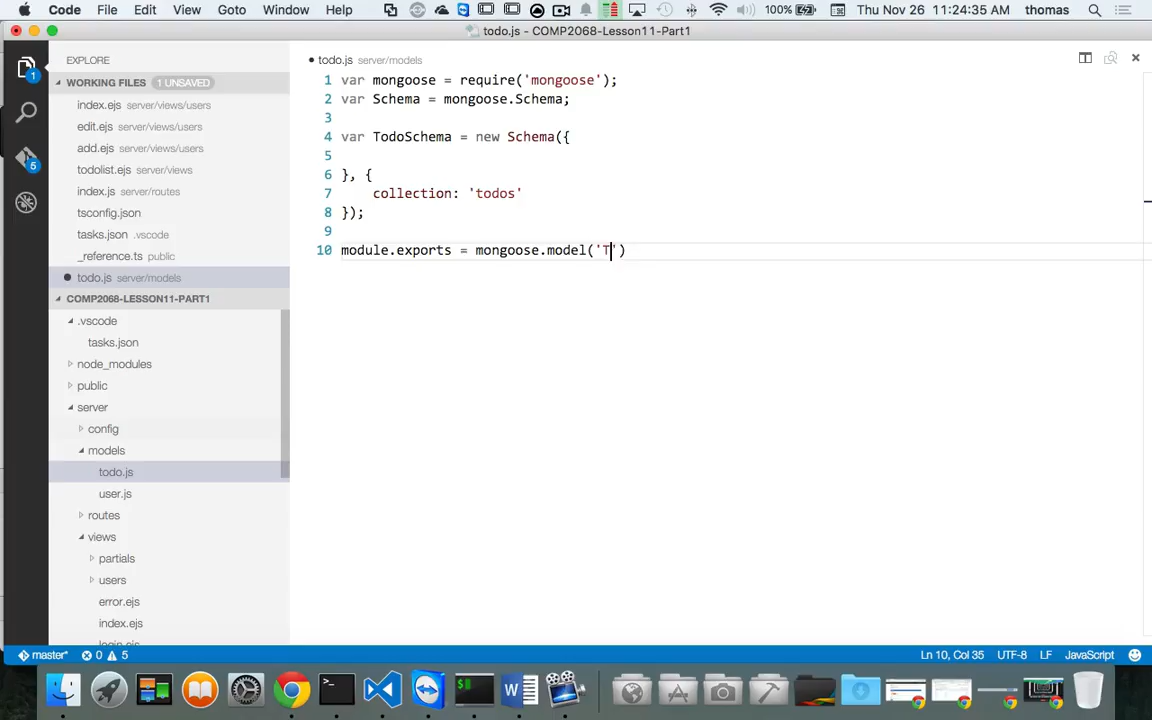 Code File Edit View Goto Window Help 100% Thu Nov 26 11:24:35 AM thomas
todo.js - COMP2068-Lesson11-Part1
EXPLORE
WORKING FILES 1 UNSAVED
index.ejs server/views/users
edit.ejs server/views/users
add.ejs server/views/users
todolist.ejs server/views
index.js server/routes
tsconfig.json
tasks.json .vscode
_reference.ts public
todo.js server/models
COMP2068-LESSON11-PART1
.vscode
tasks.json
node_modules
public
server
config
models
todo.js
user.js
routes
views
partials
users
error.ejs
index.ejs
login.ejs
1
5
todo.js server/models
1 var mongoose = require('mongoose');
2 var Schema = mongoose.Schema;
3
4 var TodoSchema = new Schema({
5
6 }, {
7 collection: 'todos'
8 });
9
10 module.exports = mongoose.model('T')
master* 0 5 Ln 10, Col 35 UTF-8 LF JavaScript